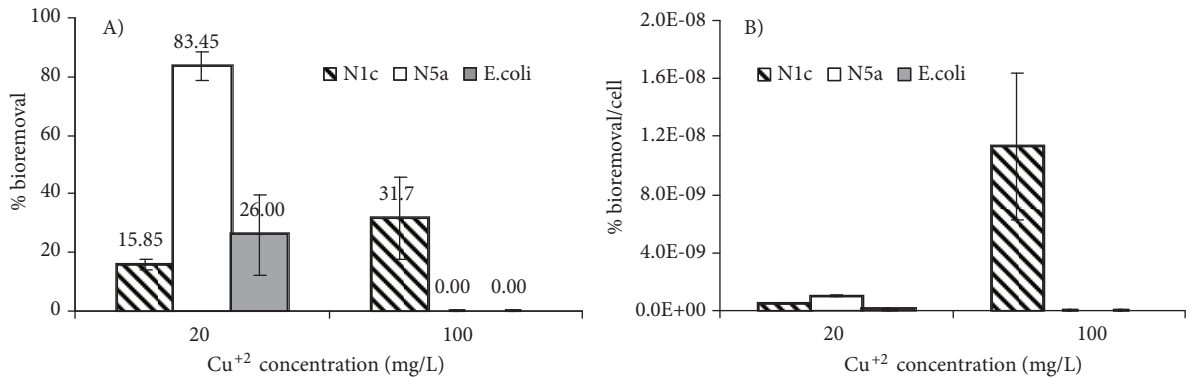 A)
100
80
60
40
20
0
% bioremoval
83.45
N1c N5a E.coli
15.85
26.00
31.7
0.00
0.00
20
100
Cu+2 concentration (mg/L)
B)
2.0E-08
1.6E-08
1.2E-08
8.0E-09
4.0E-09
0.0E+00
% bioremoval/cell
N1c N5a E.coli
20
100
Cu+2 concentration (mg/L)